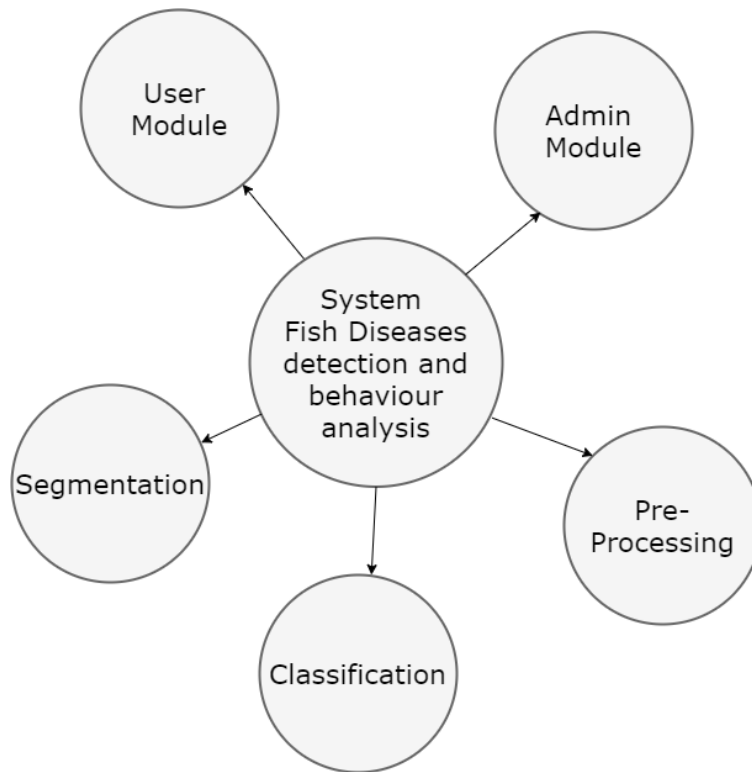 User
Module
Admin
Module
System
Fish Diseases
detection and
behaviour
analysis
Segmentation
Pre-
Processing
Classification